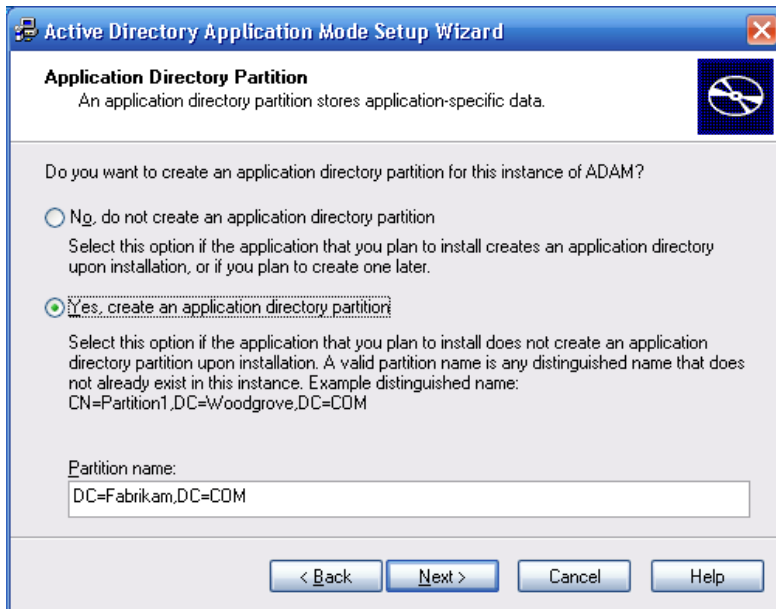 Active Directory Application Mode Setup Wizard
Application Directory Partition
An application directory partition stores application-specific data.
Do you want to create an application directory partition for this instance of ADAM?
No, do not create an application directory partition
Select this option if the application that you plan to install creates an application directory
upon installation, or if you plan to create one later.
Yes, create an application directory partition
Select this option if the application that you plan to install does not create an application
directory partition upon installation. A valid partition name is any distinguished name that does
not already exist in this instance. Example distinguished name:
CN=Partition1,DC=Woodgrove,DC=COM
Partition name:
DC=Fabrikam,DC=COM
< Back Next > Cancel Help